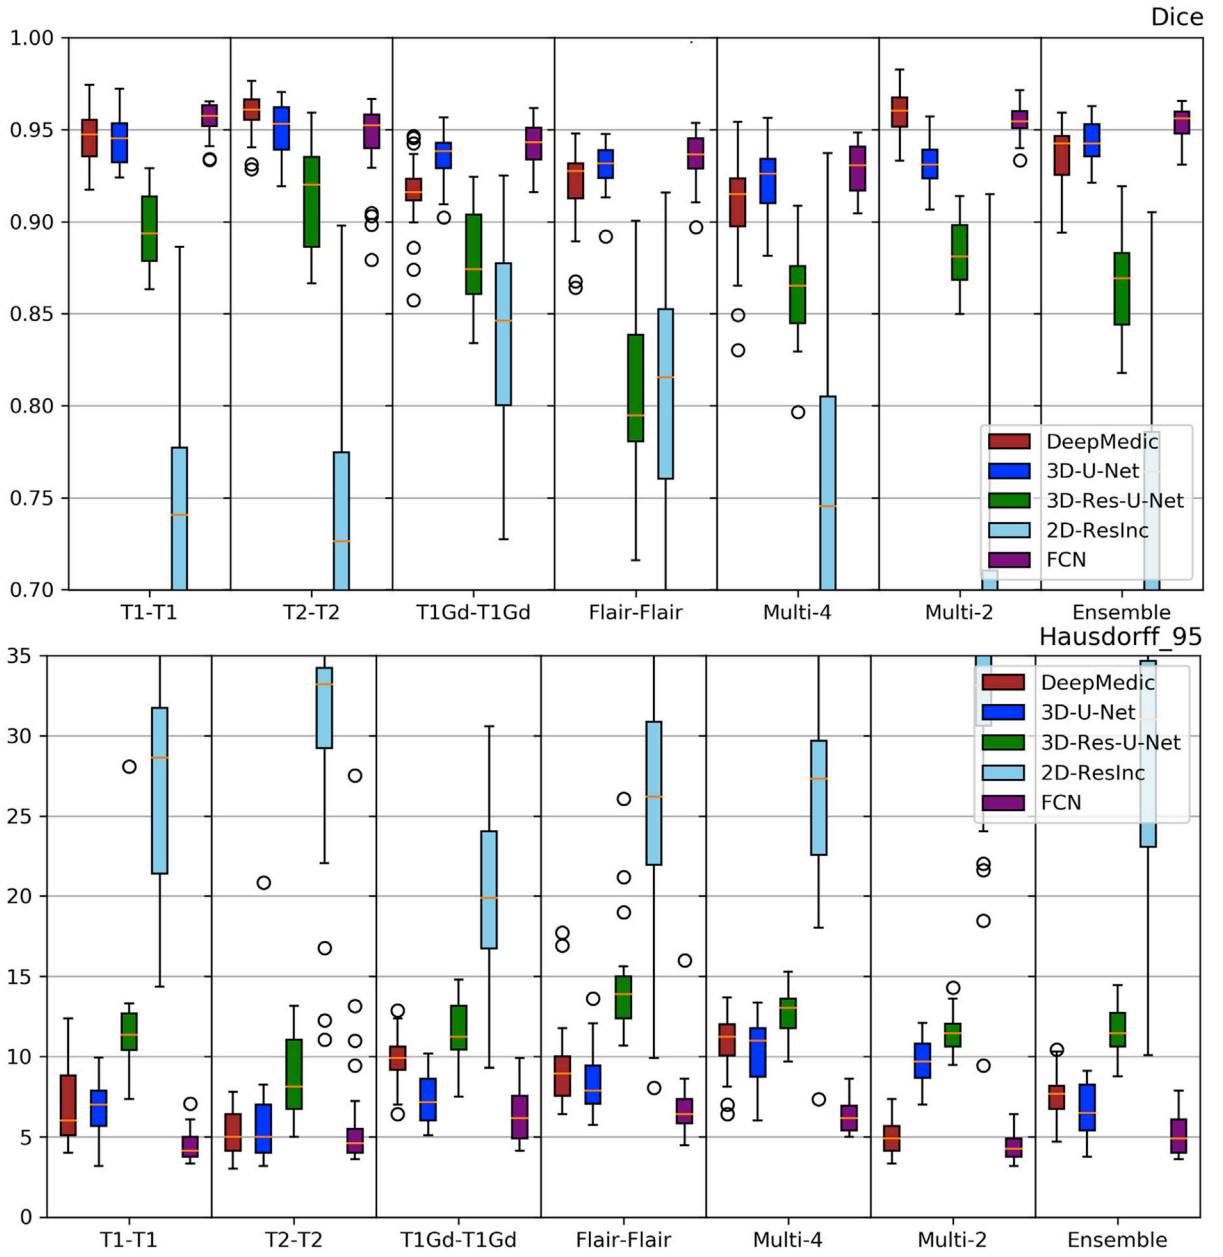 Dice
1.00
0.95
0.90
0.85
0.80
0.75
0.70
DeepMedic
3D-U-Net
3D-Res-U-Net
2D-ResInc
FCN
T1-T1 T2-T2 T1Gd-T1Gd Flair-Flair Multi-4 Multi-2 Ensemble
Hausdorff_95
35
30
25
20
15
10
5
0
DeepMedic
3D-U-Net
3D-Res-U-Net
2D-ResInc
FCN
T1-T1 T2-T2 T1Gd-T1Gd Flair-Flair Multi-4 Multi-2 Ensemble